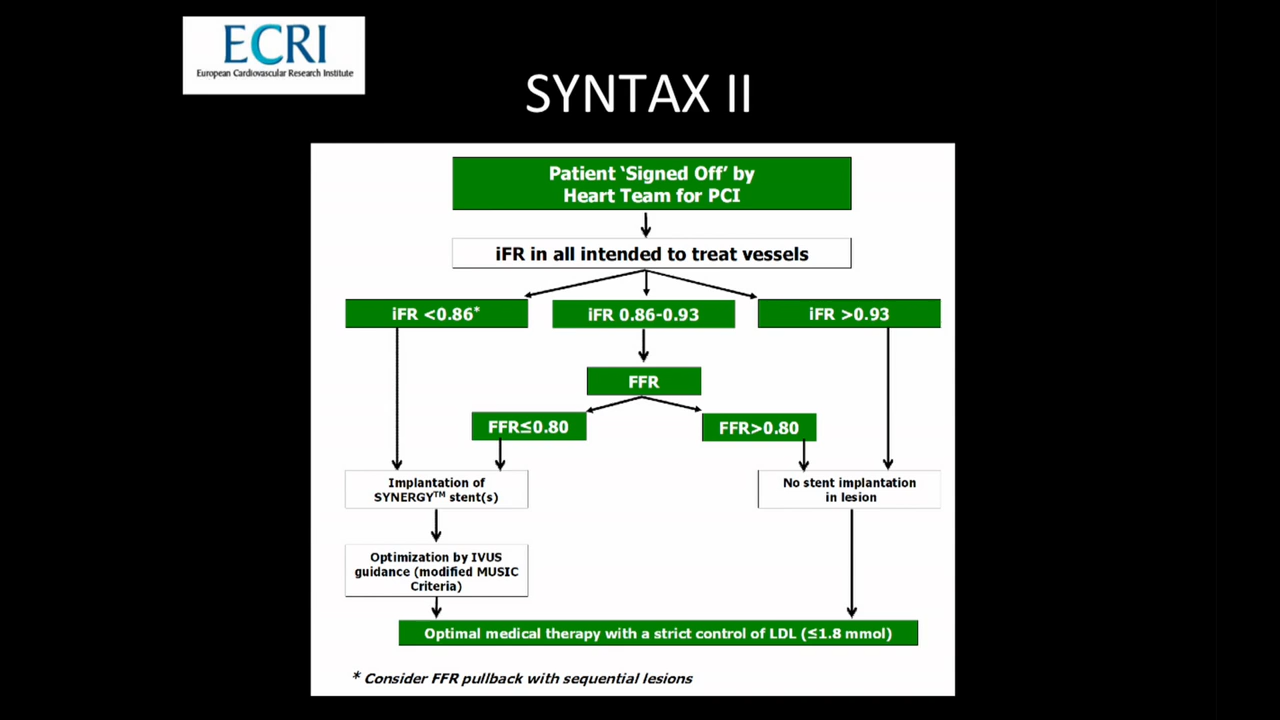 ECRI
European Cardiovascular Research Institute
SYNTAX II
Patient ‘Signed Off’ by
Heart Team for PCI
iFR in all intended to treat vessels
iFR <0.86*
iFR 0.86-0.93
iFR >0.93
FFR
FFR≤0.80
FFR>0.80
Implantation of
SYNERGY™ stent(s)
No stent implantation
in lesion
Optimization by IVUS
guidance (modified MUSIC
Criteria)
Optimal medical therapy with a strict control of LDL (≤1.8 mmol)
* Consider FFR pullback with sequential lesions